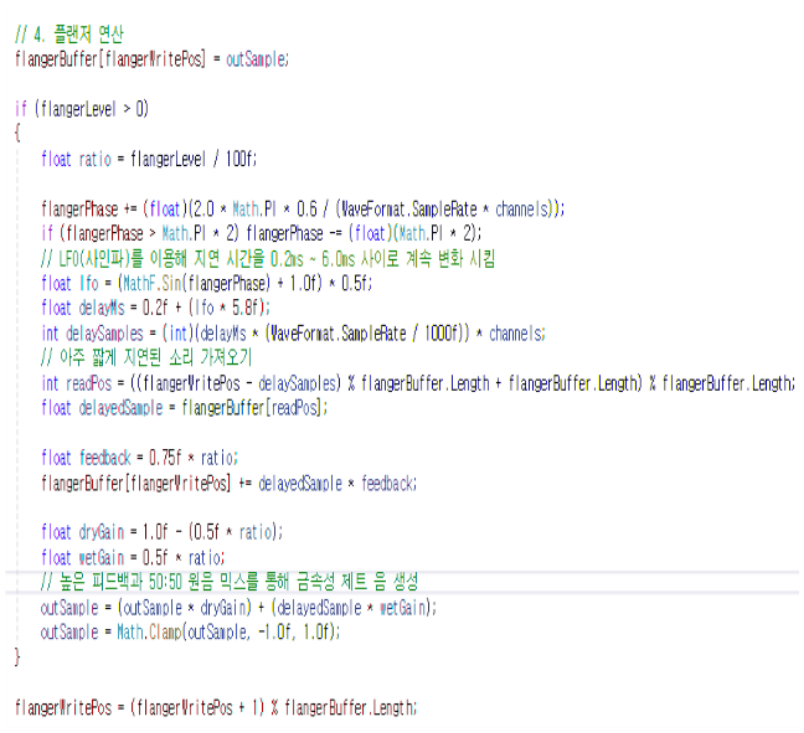 // 4. 플랜저 연산
flangerBuffer[flangerWritePos] = outSample;
if (flangerLevel > 0)
{
float ratio = flangerLevel / 100f;
flangerPhase += (float)(2.0 * Math.PI * 0.6 / (WaveFormat.SampleRate * channels));
if (flangerPhase > Math.PI * 2) flangerPhase -= (float)(Math.PI * 2);
// LFO(사인파)를 이용해 지연 시간을 0.2ms ~ 6.0ms 사이로 계속 변화 시킴
float lfo = (MathF.Sin(flangerPhase) + 1.0f) * 0.5f;
float delayMs = 0.2f + (lfo * 5.8f);
int delaySamples = (int)(delayMs * (WaveFormat.SampleRate / 1000f)) * channels;
// 아주 짧게 지연된 소리 가져오기
int readPos = ((flangerWritePos - delaySamples) % flangerBuffer.Length + flangerBuffer.Length) % flangerBuffer.Length;
float delayedSample = flangerBuffer[readPos];
float feedback = 0.75f * ratio;
flangerBuffer[flangerWritePos] += delayedSample * feedback;
float dryGain = 1.0f - (0.5f * ratio);
float wetGain = 0.5f * ratio;
// 높은 피드백과 50:50 원음 믹스를 통해 금속성 제트 음 생성
outSample = (outSample * dryGain) + (delayedSample * wetGain);
outSample = Math.Clamp(outSample, -1.0f, 1.0f);
}
flangerWritePos = (flangerWritePos + 1) % flangerBuffer.Length;